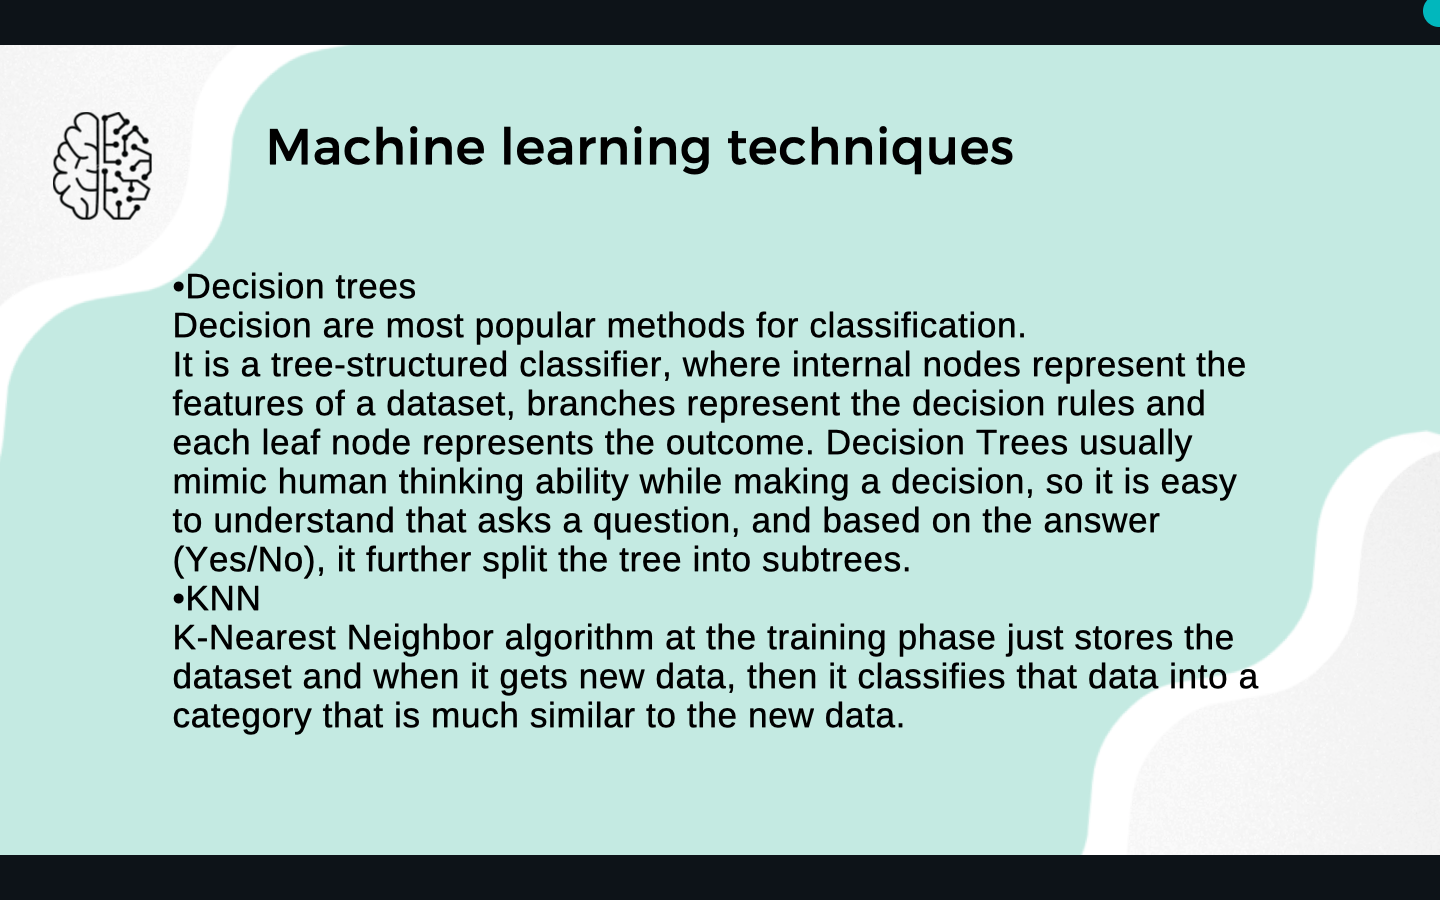 Machine learning techniques
•Decision trees
Decision are most popular methods for classification.
It is a tree-structured classifier, where internal nodes represent the
features of a dataset, branches represent the decision rules and
each leaf node represents the outcome. Decision Trees usually
mimic human thinking ability while making a decision, so it is easy
to understand that asks a question, and based on the answer
(Yes/No), it further split the tree into subtrees.
•KNN
K-Nearest Neighbor algorithm at the training phase just stores the
dataset and when it gets new data, then it classifies that data into a
category that is much similar to the new data.